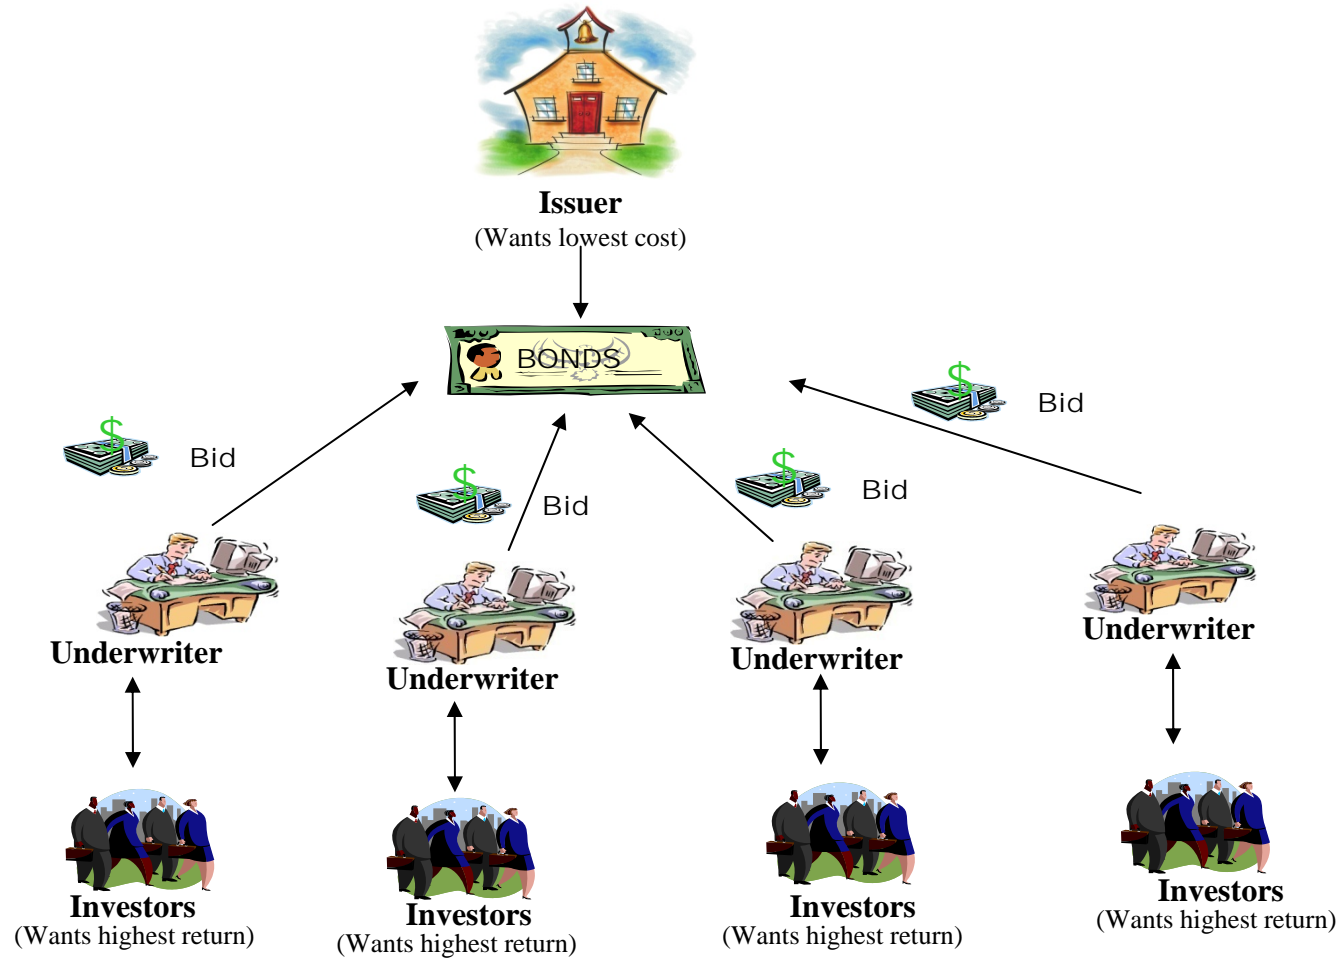 Issuer
(Wants lowest cost)
BONDS
$
Bid
$
Bid
$
Bid
$
Bid
Underwriter
Underwriter
Underwriter
Underwriter
Investors
(Wants highest return)
Investors
(Wants highest return)
Investors
(Wants highest return)
Investors
(Wants highest return)